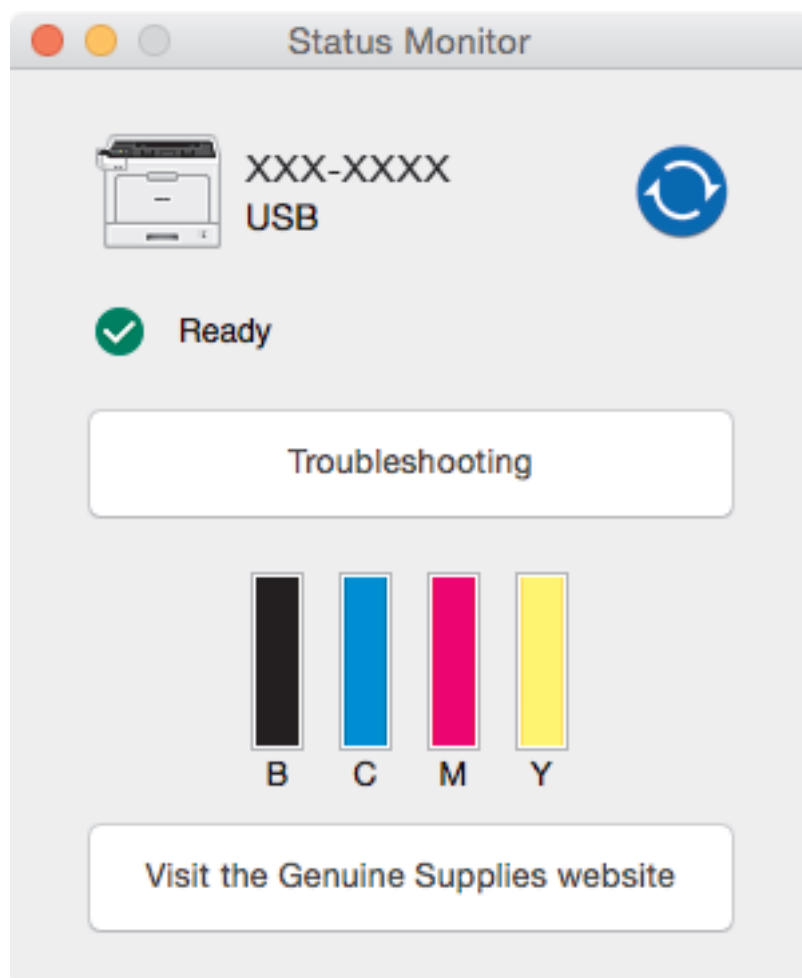 Status Monitor
XXX-XXXX
USB
Ready
Troubleshooting
B C M Y
Visit the Genuine Supplies website